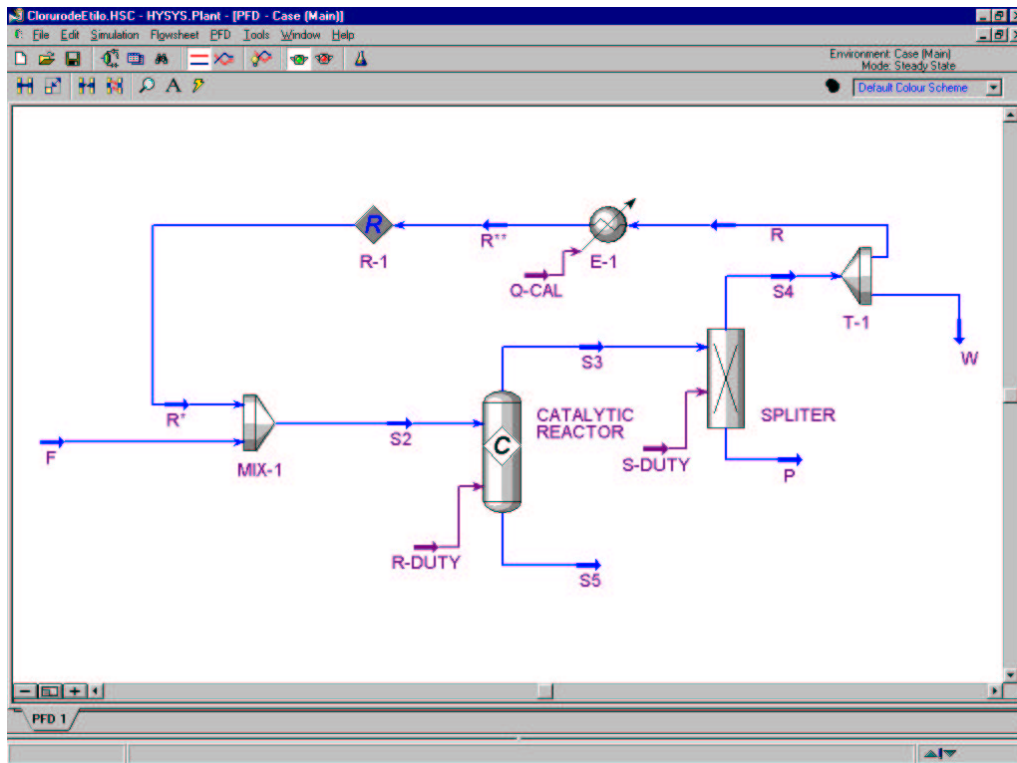 ClorurodeEtilo.HSC - HYSYS.Plant - [PFD - Case (Main)]
File Edit Simulation Flowsheet PFD Tools Window Help
Environment: Case (Main)
Mode: Steady State
A
Default Colour Scheme
R
R-1
R**
E-1
R
Q-CAL
S4
T-1
W
S3
R*
F
MIX-1
S2
C
CATALYTIC
REACTOR
SPLITER
S-DUTY
P
R-DUTY
S5
PFD 1